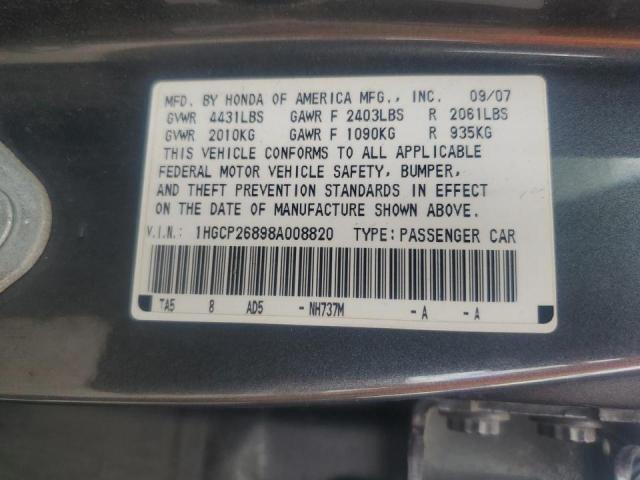 MFD. BY HONDA OF AMERICA MFG., INC. 09/07
GVWR 4431LBS GAWR F 2403LBS R 2061LBS
GVWR 2010KG GAWR F 1090KG R 935KG
THIS VEHICLE CONFORMS TO ALL APPLICABLE
FEDERAL MOTOR VEHICLE SAFETY, BUMPER,
AND THEFT PREVENTION STANDARDS IN EFFECT
ON THE DATE OF MANUFACTURE SHOWN ABOVE.
V.I.N: 1HGCP26898A008820 TYPE:PASSENGER CAR
TA5 8 AD5 -NH737M -A -A